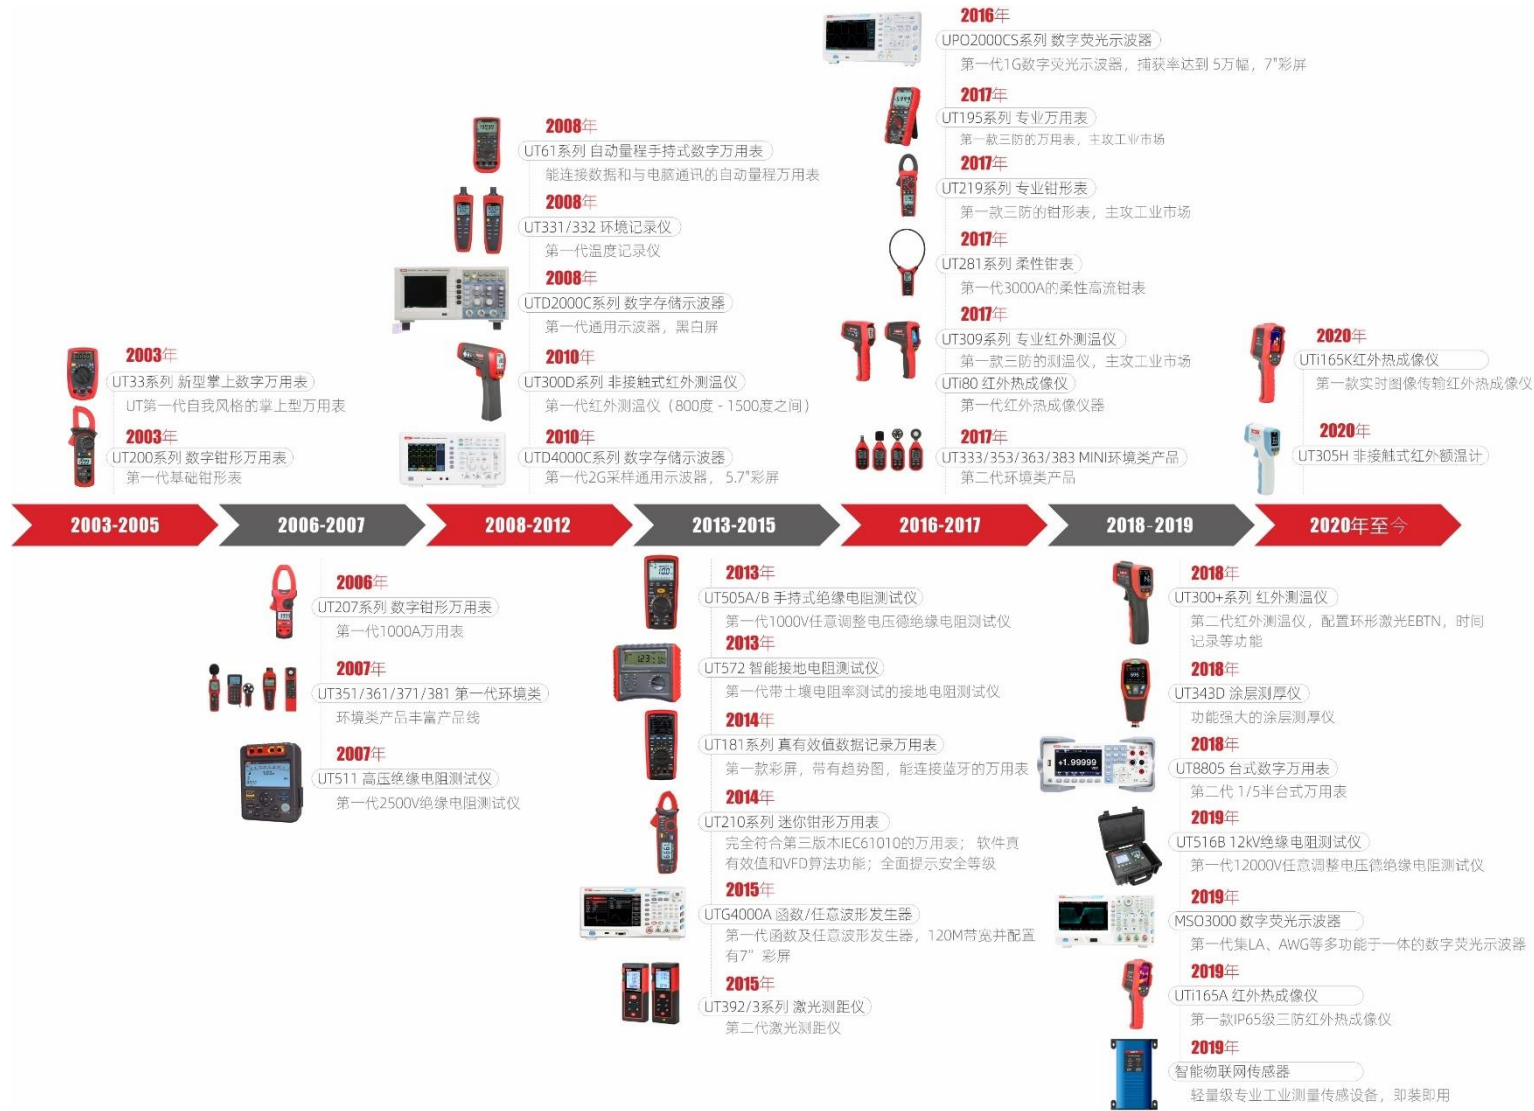 2003年
UT33系列 新型掌上数字万用表
UT第一代自我风格的掌上型万用表
2003年
UT200系列 数字钳形万用表
第一代基础钳形表
2008年
UT61系列 自动量程手持式数字万用表
能连接数据和与电脑通讯的自动量程万用表
2008年
UT331/332 环境记录仪
第一代温度记录仪
2008年
UTD2000C系列 数字存储示波器
第一代通用示波器，黑白屏
2010年
UT300D系列 非接触式红外测温仪
第一代红外测温仪（800度 - 1500度之间）
2010年
UTD4000C系列 数字存储示波器
第一代2G采样通用示波器， 5.7"彩屏
2016年
UPO2000CS系列 数字荧光示波器
第一代1G数字荧光示波器，捕获率达到 5万幅，7"彩屏
2017年
UT195系列 专业万用表
第一款三防的万用表，主攻工业市场
2017年
UT219系列 专业钳形表
第一款三防的钳形表，主攻工业市场
2017年
UT281系列 柔性钳表
第一代3000A的柔性高流钳表
2017年
UT309系列 专业红外测温仪
第一款三防的测温仪，主攻工业市场
UTi80 红外热成像仪
第一代红外热成像仪器
2017年
UT333/353/363/383 MINI环境类产品
第二代环境类产品
2020年
UTi165K红外热成像仪
第一款实时图像传输红外热成像仪
2020年
UT305H 非接触式红外额温计
2003-2005
2006-2007
2008-2012
2013-2015
2016-2017
2018-2019
2020年至今
2006年
UT207系列 数字钳形万用表
第一代1000A万用表
2007年
UT351/361/371/381 第一代环境类
环境类产品丰富产品线
2007年
UT511 高压绝缘电阻测试仪
第一代2500V绝缘电阻测试仪
2013年
UT505A/B 手持式绝缘电阻测试仪
第一代1000V任意调整电压德绝缘电阻测试仪
2013年
UT572 智能接地电阻测试仪
第一代带土壤电阻率测试的接地电阻测试仪
2014年
UT181系列 真有效值数据记录万用表
第一款彩屏，带有趋势图，能连接蓝牙的万用表
2014年
UT210系列 迷你钳形万用表
完全符合第三版本IEC61010的万用表； 软件真
有效值和VFD算法功能；全面提示安全等级
2015年
UTG4000A 函数/任意波形发生器
第一代函数及任意波形发生器，120M带宽并配置
有7” 彩屏
2015年
UT392/3系列 激光测距仪
第二代激光测距仪
2018年
UT300+系列 红外测温仪
第二代红外测温仪，配置环形激光EBTN，时间
记录等功能
2018年
UT343D 涂层测厚仪
功能强大的涂层测厚仪
2018年
UT8805 台式数字万用表
第二代 1/5半台式万用表
2019年
UT516B 12kV绝缘电阻测试仪
第一代12000V任意调整电压德绝缘电阻测试仪
2019年
MSO3000 数字荧光示波器
第一代集LA、AWG等多功能于一体的数字荧光示波器
2019年
UTi165A 红外热成像仪
第一款IP65级三防红外热成像仪
2019年
智能物联网传感器
轻量级专业工业测量传感设备，即装即用